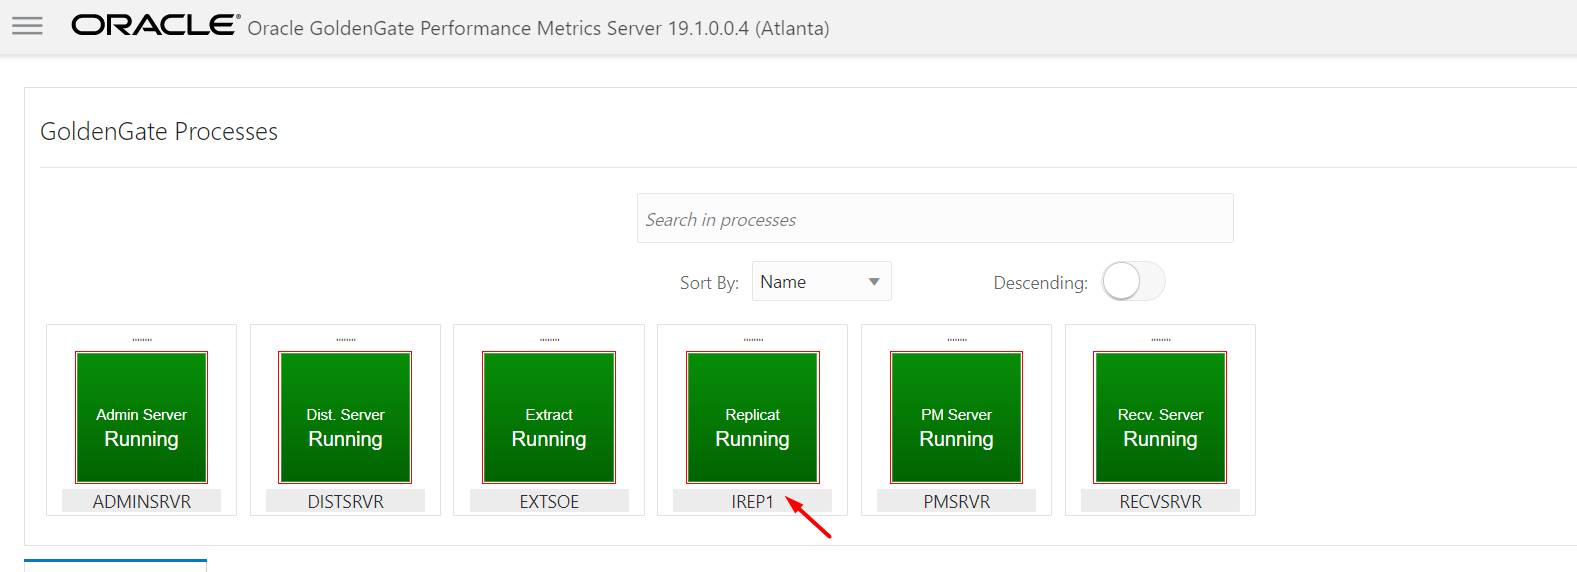 ORACLE® Oracle GoldenGate Performance Metrics Server 19.1.0.0.4 (Atlanta)
GoldenGate Processes
Search in processes
Sort By: Name Descending:
Admin Server Dist. Server Extract Replicat PM Server Recv. Server
Running Running Running Running Running Running
ADMINSRVR DISTSRVR EXTSOE IREP1 PMSRVR RECVSRVR